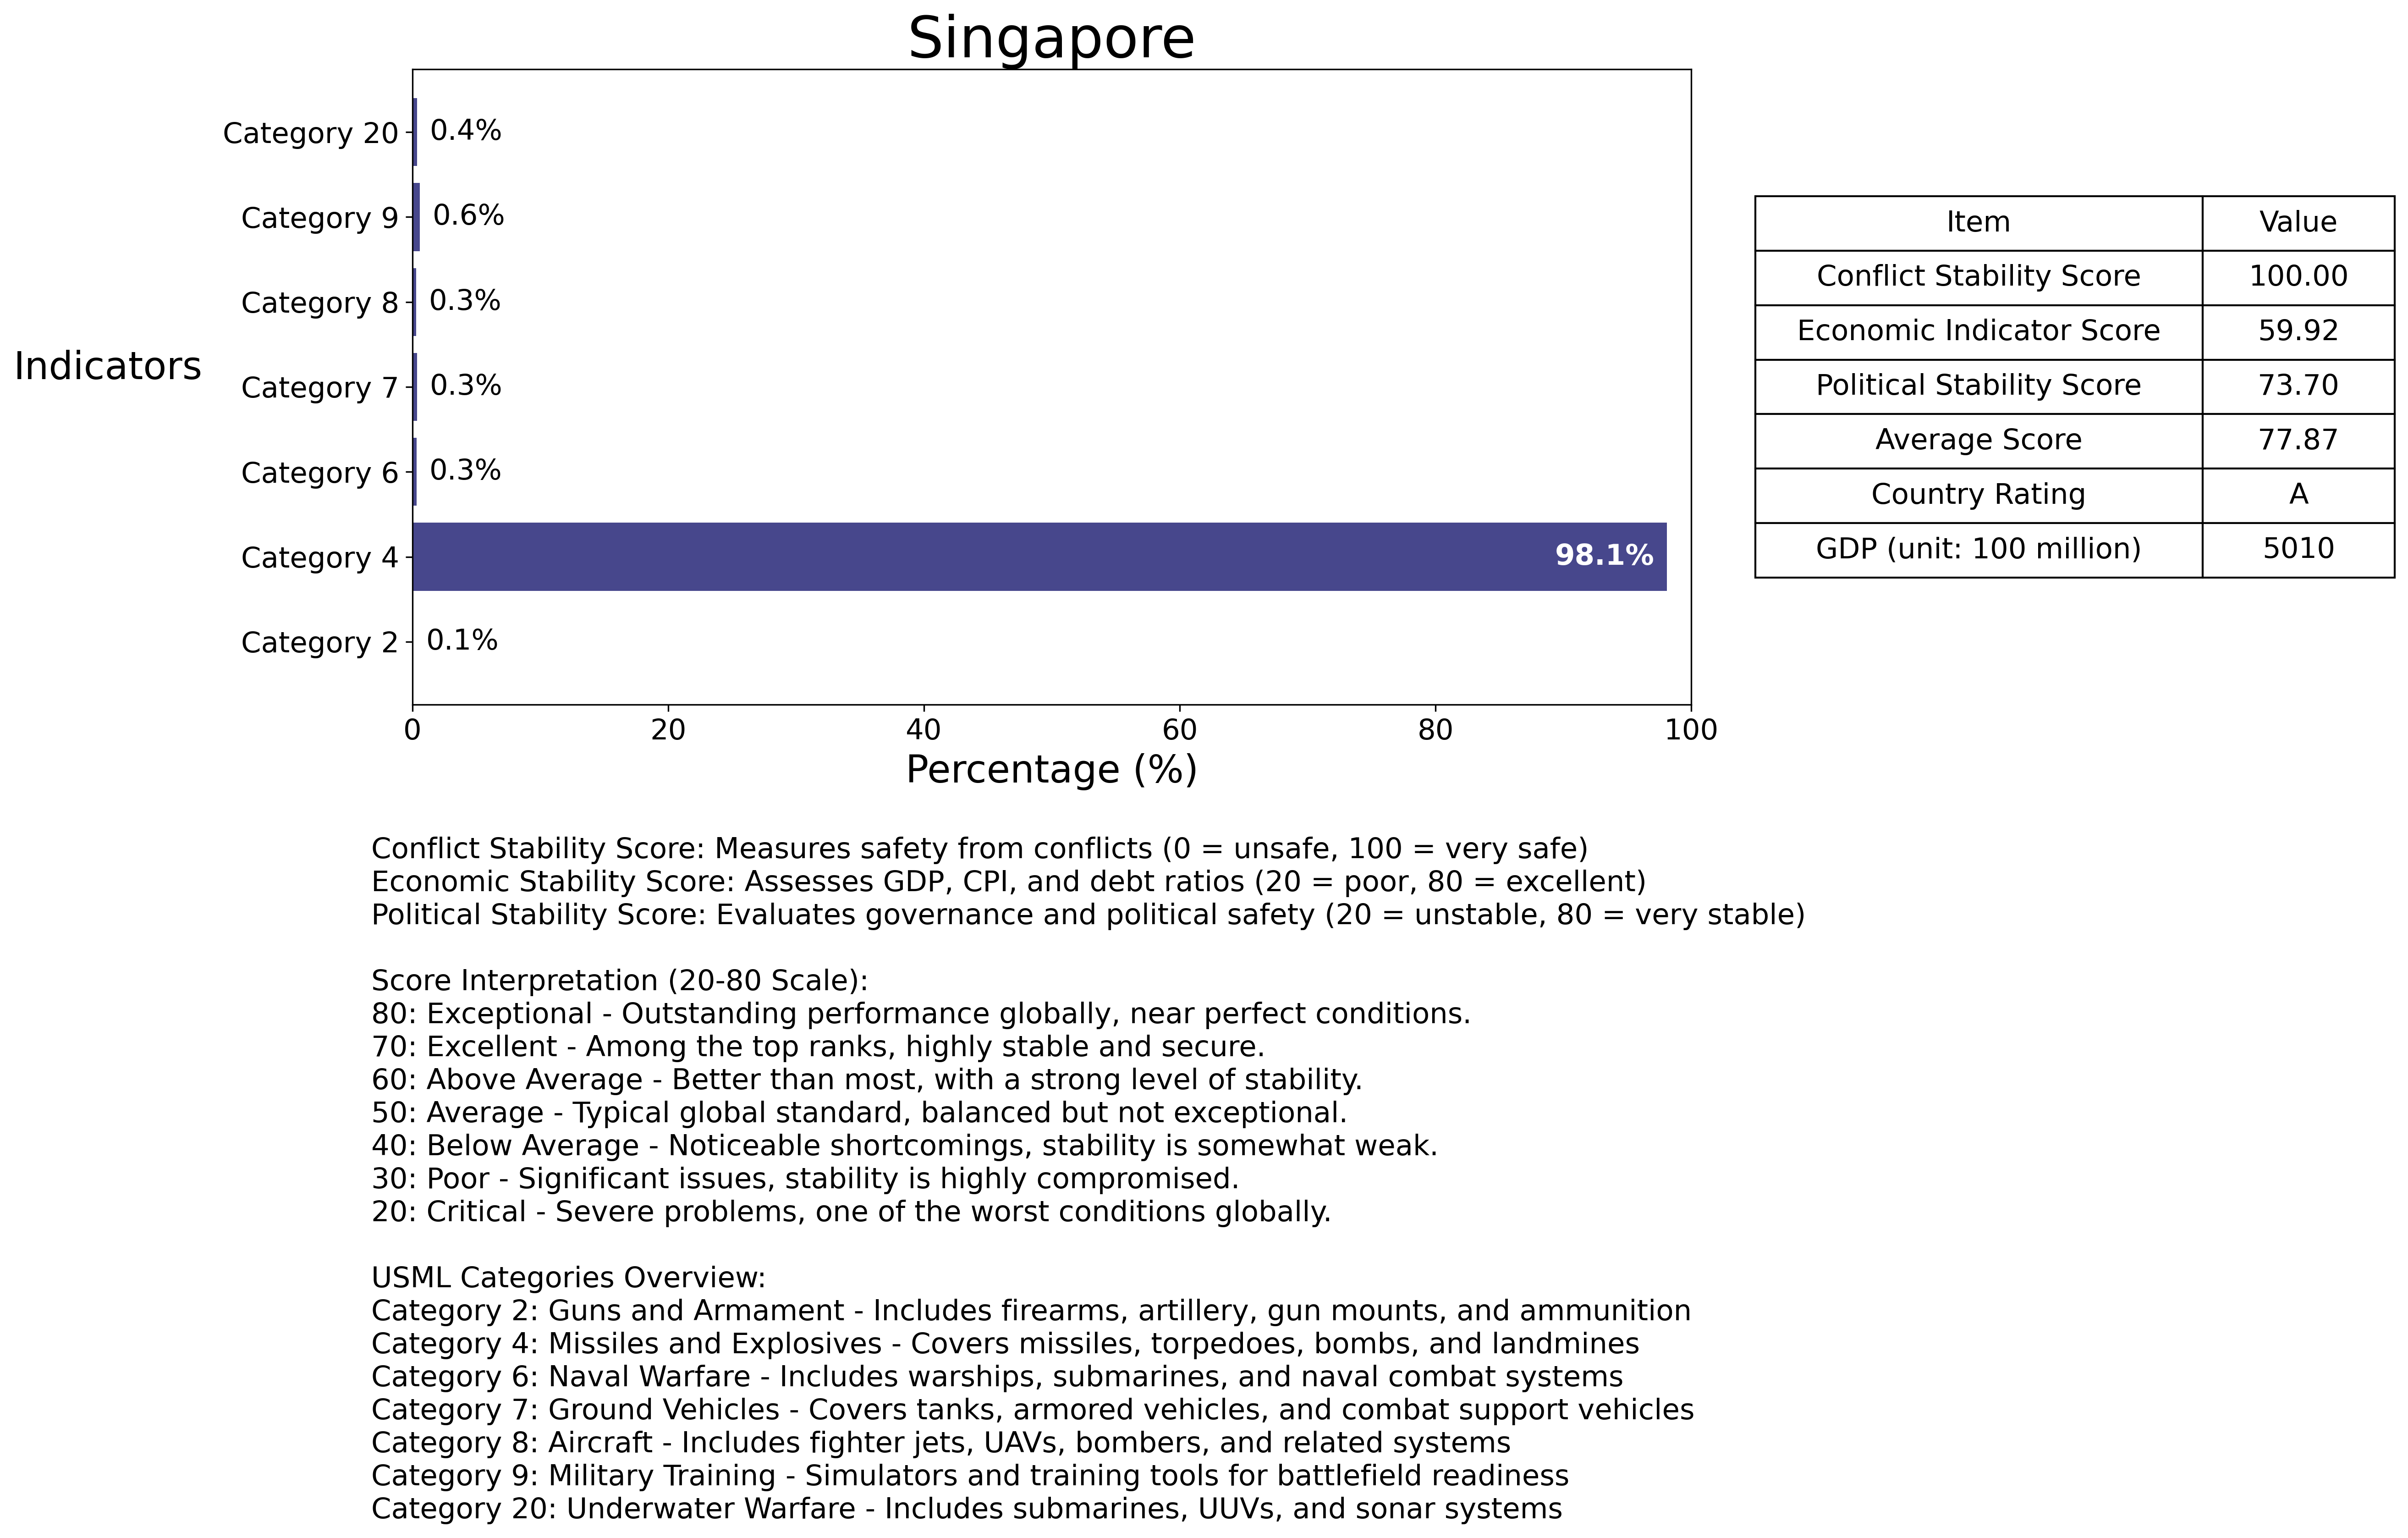 Singapore
Indicators
Category 20
0.4%
Category 9
0.6%
Category 8
0.3%
Category 7
0.3%
Category 6
0.3%
Category 4
98.1%
Category 2
0.1%
0 20 40 60 80 100
Percentage (%)
Item Value
Conflict Stability Score 100.00
Economic Indicator Score 59.92
Political Stability Score 73.70
Average Score 77.87
Country Rating A
GDP (unit: 100 million) 5010
Conflict Stability Score: Measures safety from conflicts (0 = unsafe, 100 = very safe)
Economic Stability Score: Assesses GDP, CPI, and debt ratios (20 = poor, 80 = excellent)
Political Stability Score: Evaluates governance and political safety (20 = unstable, 80 = very stable)
Score Interpretation (20-80 Scale):
80: Exceptional - Outstanding performance globally, near perfect conditions.
70: Excellent - Among the top ranks, highly stable and secure.
60: Above Average - Better than most, with a strong level of stability.
50: Average - Typical global standard, balanced but not exceptional.
40: Below Average - Noticeable shortcomings, stability is somewhat weak.
30: Poor - Significant issues, stability is highly compromised.
20: Critical - Severe problems, one of the worst conditions globally.
USML Categories Overview:
Category 2: Guns and Armament - Includes firearms, artillery, gun mounts, and ammunition
Category 4: Missiles and Explosives - Covers missiles, torpedoes, bombs, and landmines
Category 6: Naval Warfare - Includes warships, submarines, and naval combat systems
Category 7: Ground Vehicles - Covers tanks, armored vehicles, and combat support vehicles
Category 8: Aircraft - Includes fighter jets, UAVs, bombers, and related systems
Category 9: Military Training - Simulators and training tools for battlefield readiness
Category 20: Underwater Warfare - Includes submarines, UUVs, and sonar systems